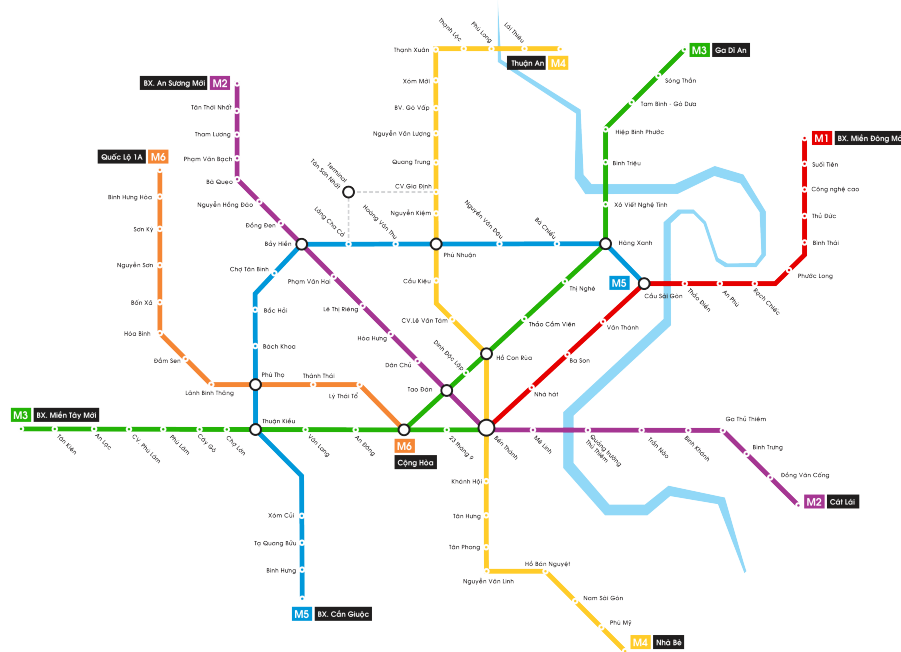 Thạnh Lộc
Phú Long
Lái Thiêu
Thạnh Xuân
Thuận An
M4
M3
Ga Dĩ An
Sóng Thần
Tam Bình - Gò Dưa
Hiệp Bình Phước
Bình Triệu
Xô Viết Nghệ Tĩnh
Hàng Xanh
BX. An Sương Mới
M2
Tân Thới Nhất
Tham Lương
Phạm Văn Bạch
Bà Quẹo
Nguyễn Hồng Đào
Đồng Đen
Bảy Hiền
Xóm Mới
BV. Gò Vấp
Nguyễn Văn Lượng
Quang Trung
CV Gia Định
Nguyễn Kiệm
Phú Nhuận
Terminal
Tân Sơn Nhất
Lăng Cha Cả
Hoàng Văn Thụ
Nguyễn Văn Đậu
Bà Chiểu
M1
BX. Miền Đông Mớ
Suối Tiên
Công nghệ cao
Thủ Đức
Bình Thái
Phước Long
Rạch Chiếc
An Phú
Thảo Điền
Cầu Sài Gòn
M5
Quốc Lộ 1A
M6
Bình Hưng Hòa
Sơn Kỳ
Nguyễn Sơn
Bốn Xã
Hòa Bình
Đầm Sen
Lãnh Binh Thăng
Chợ Tân Bình
Bắc Hải
Bách Khoa
Phú Thọ
Thành Thái
Lý Thái Tổ
Phạm Văn Hai
Lê Thị Riêng
Hòa Hưng
Dân Chủ
Tao Đàn
Cầu Kiệu
CV.Lê Văn Tám
Dinh Độc Lập
Hồ Con Rùa
Thị Nghè
Thảo Cầm Viên
Văn Thánh
Ba Son
Nhà hát
M3
BX. Miền Tây Mới
Tân Kiên
An Lạc
CV. Phú Lâm
Phú Lâm
Cây Gõ
Chợ Lớn
Thuận Kiều
Văn Lang
An Đông
M6
Cộng Hòa
23 tháng 9
Bến Thành
Mê Linh
Quảng trường
Thủ Thiêm
Trần Não
Bình Khánh
Ga Thủ Thiêm
Bình Trưng
Đồng Văn Cống
M2
Cát Lái
Xóm Củi
Tạ Quang Bửu
Bình Hưng
M5
BX. Cần Giuộc
Khánh Hội
Tân Hưng
Tân Phong
Nguyễn Văn Linh
Hồ Bán Nguyệt
Nam Sài Gòn
Phú Mỹ
M4
Nhà Bè